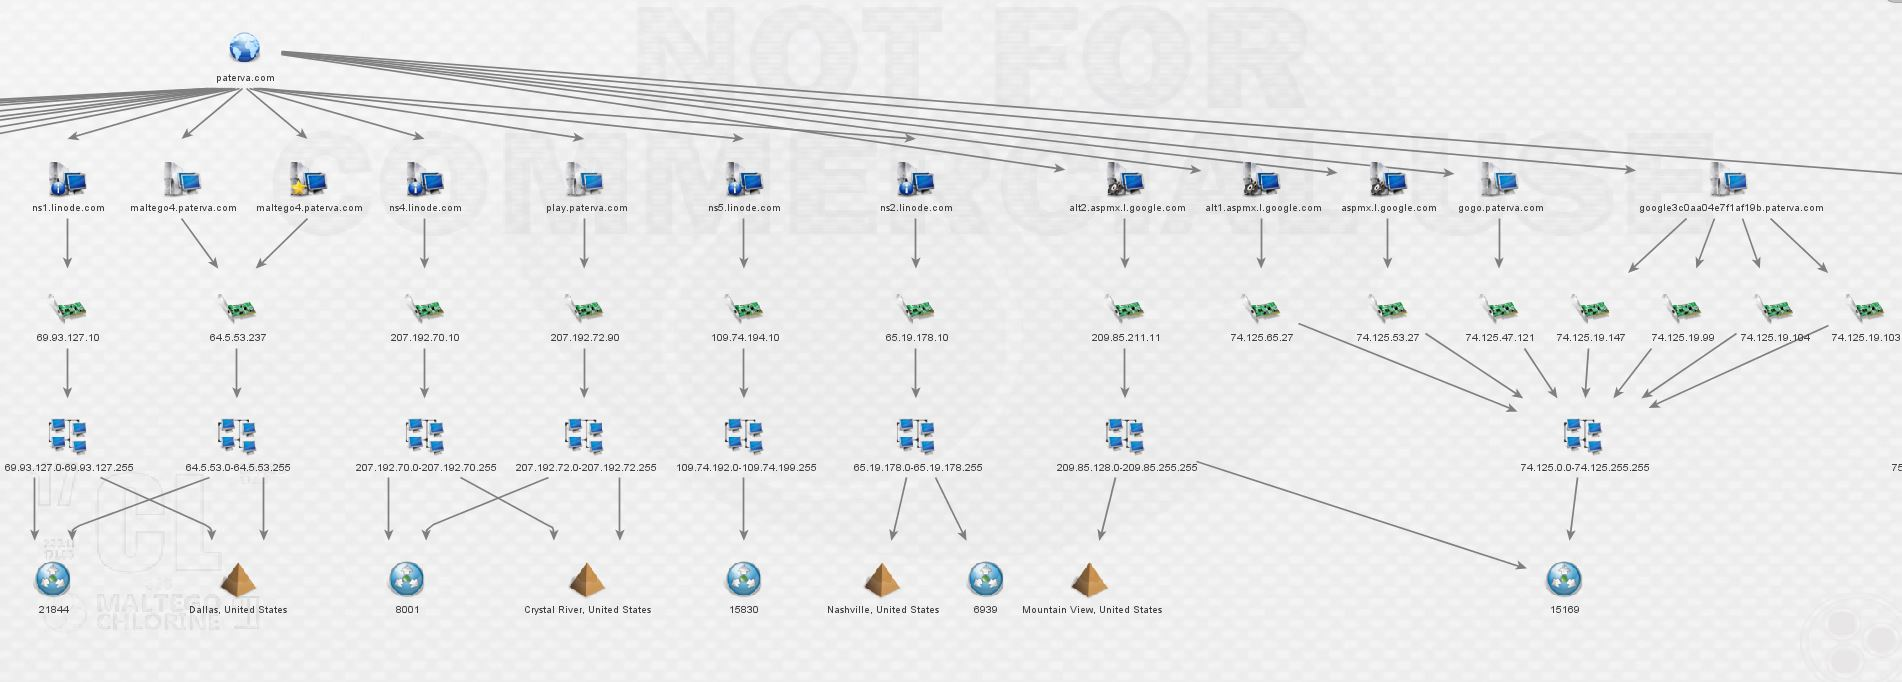 NOT FOR
paterva.com
COMMERCIAL USE
ns1.linode.com maltego4.paterva.com maltego4.paterva.com ns4.linode.com play.paterva.com ns5.linode.com ns2.linode.com alt2.aspmx.l.google.com alt1.aspmx.l.google.com aspmx.l.google.com gogo.paterva.com google3c0aa04e7f1af19b.paterva.com
69.93.127.10 64.5.53.237 207.192.70.10 207.192.72.90 109.74.194.10 65.19.178.10 209.85.211.11 74.125.65.27 74.125.53.27 74.125.47.121 74.125.19.147 74.125.19.99 74.125.19.104 74.125.19.103
69.93.127.0-69.93.127.255 64.5.53.0-64.5.53.255 207.192.70.0-207.192.70.255 207.192.72.0-207.192.72.255 109.74.192.0-109.74.199.255 65.19.178.0-65.19.178.255 209.85.128.0-209.85.255.255 74.125.0.0-74.125.255.255 75
17
CL
21844 Dallas, United States 8001 Crystal River, United States 15830 Nashville, United States 6939 Mountain View, United States 15169
MALTEGO
CHLORINE